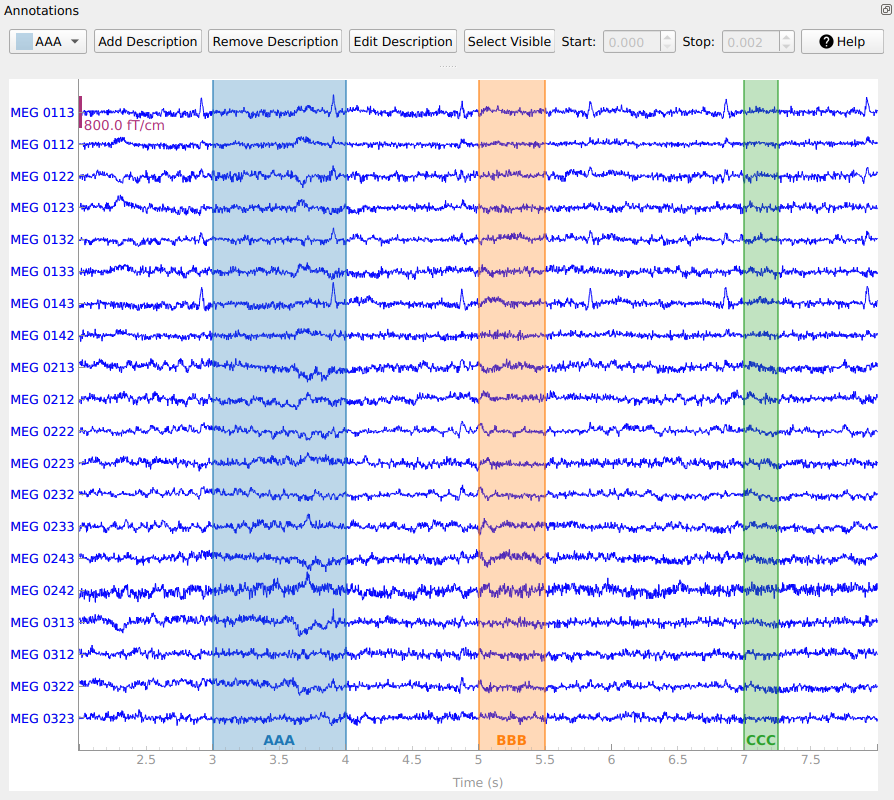 Annotations
AAA Add Description Remove Description Edit Description Select Visible Start: 0.000 Stop: 0.002 ? Help
MEG 0113
800.0 fT/cm
MEG 0112
MEG 0122
MEG 0123
MEG 0132
MEG 0133
MEG 0143
MEG 0142
MEG 0213
MEG 0212
MEG 0222
MEG 0223
MEG 0232
MEG 0233
MEG 0243
MEG 0242
MEG 0313
MEG 0312
MEG 0322
MEG 0323
AAA BBB CCC
2.5 3 3.5 4 4.5 5 5.5 6 6.5 7 7.5
Time (s)